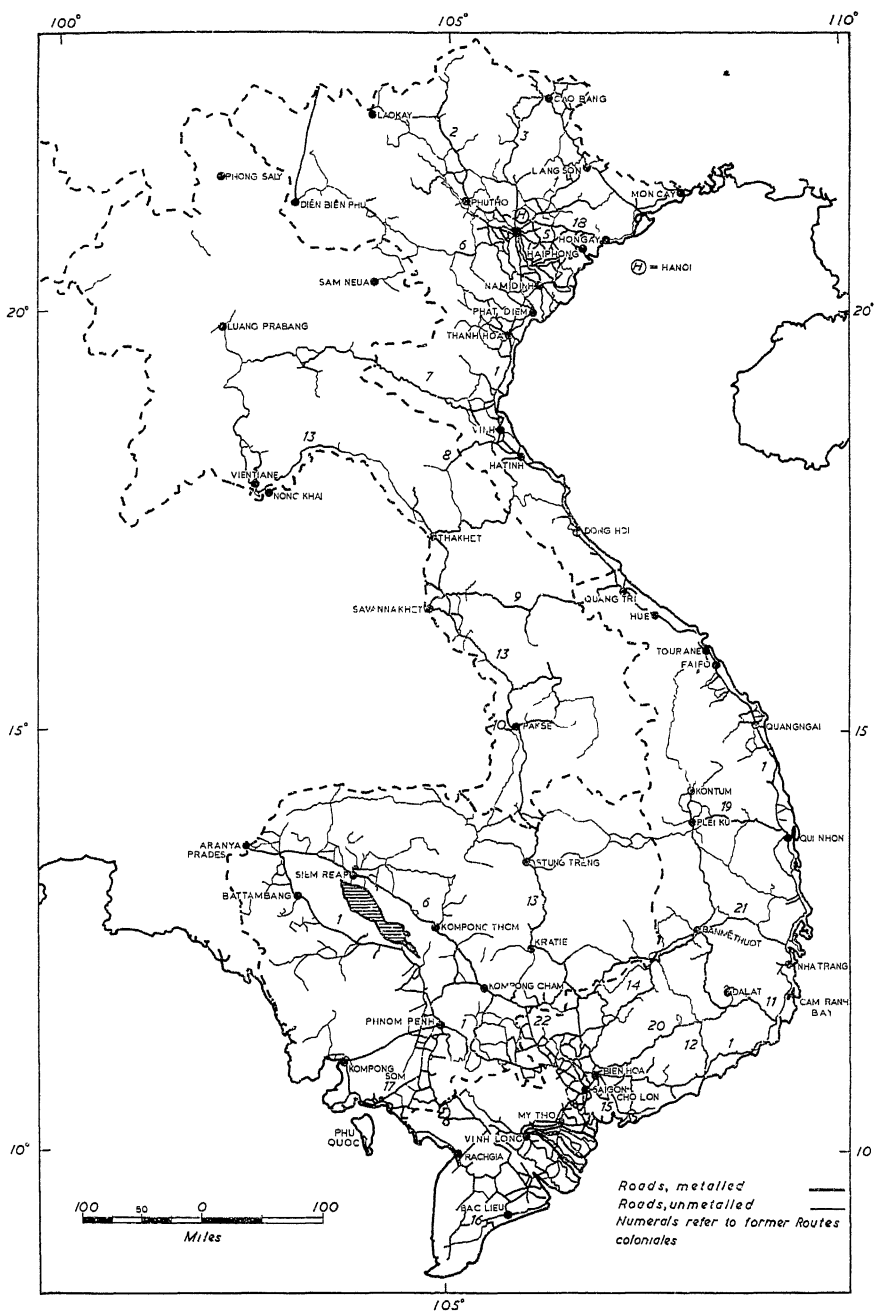 100°
105°
110°
CAO BANG
LAOKAY
2
3
LANG SON
MON CAY
PHONG SALY
DIÊN BIÊN PHU
PHUTHO
H
18
5
HONGAY
6
HAIPHONG
H = HANOI
SAM NEUA
NAM DINH
20°
PHAT DIEM
20°
LUANG PRABANG
THANH HOA
7
1
VINH
13
8
HATINH
VIENTIANE
NONG KHAI
THAKHET
DONG HOI
9
QUANG TRI
SAVANNAKHET
HUE
13
TOURANE
FAIFO
15°
10
PAKSE
QUANGNGAI
15
1
KONTUM
19
PLEI KU
QUI NHON
ARANYA
PRADES
STUNG TRENG
SIEM REAP
BATTAMBANG
1
6
13
21
KOMPONG THOM
BANMETHUOT
KRATIE
NHA TRANG
14
KOMPONG CHAM
DALAT
11
CAM RANH
BAY
PHNOM PENH
1
22
20
12
1
KOMPONG
SOM
BIEN HOA
17
SAIGON
CHO LON
15
MY THO
PHU
QUOC
VINH LONG
10°
RACHGIA
10
BAC LIEU
16
Roads, metalled
Roads, unmetalled
Numerals refer to former Routes
coloniales
100 50 0 100
Miles
105°